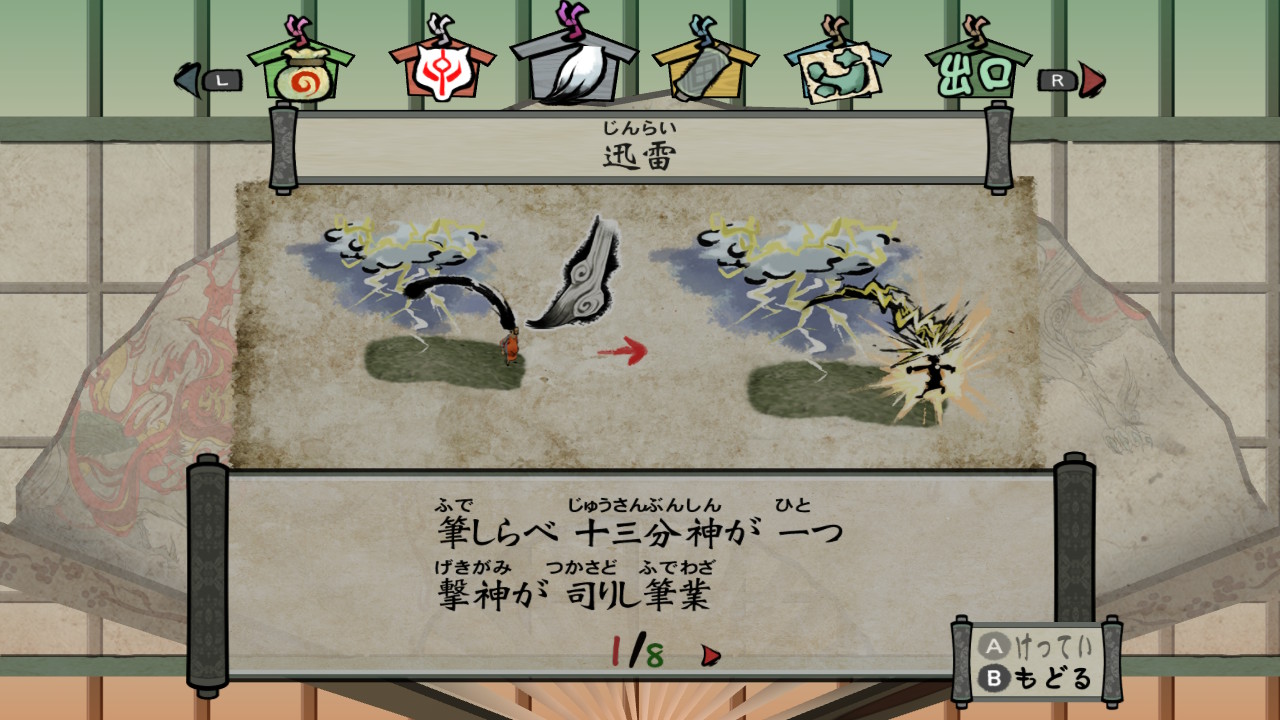 L
出口
R
じんらい
迅雷
ふで じゅうさんぶんしん ひと
筆しらべ 十三分神が 一つ
げきがみ つかさど ふでわざ
撃神が 司りし筆業
1/8
A けってい
B もどる